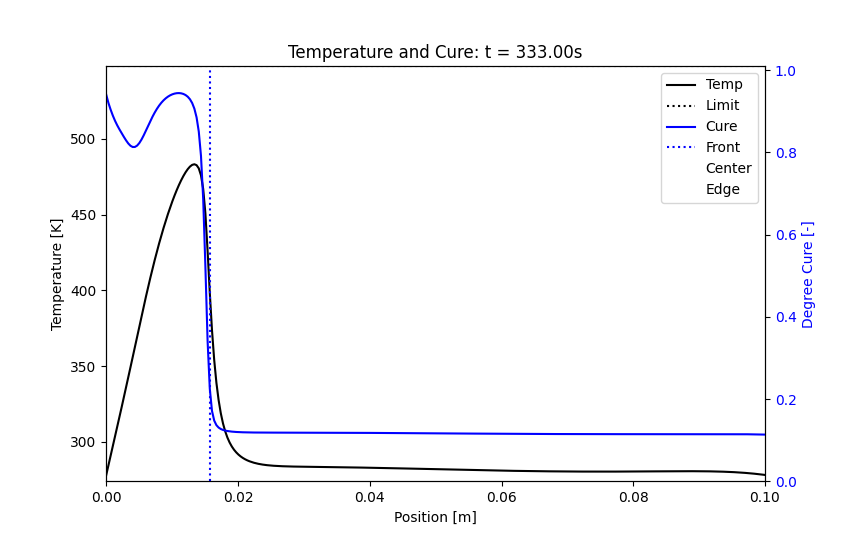 Temperature and Cure: t = 333.00s
Temp
Limit
Cure
Front
Center
Edge
500
450
400
350
300
Temperature [K]
1.0
0.8
0.6
0.4
0.2
0.0
Degree Cure [-]
0.00 0.02 0.04 0.06 0.08 0.10
Position [m]